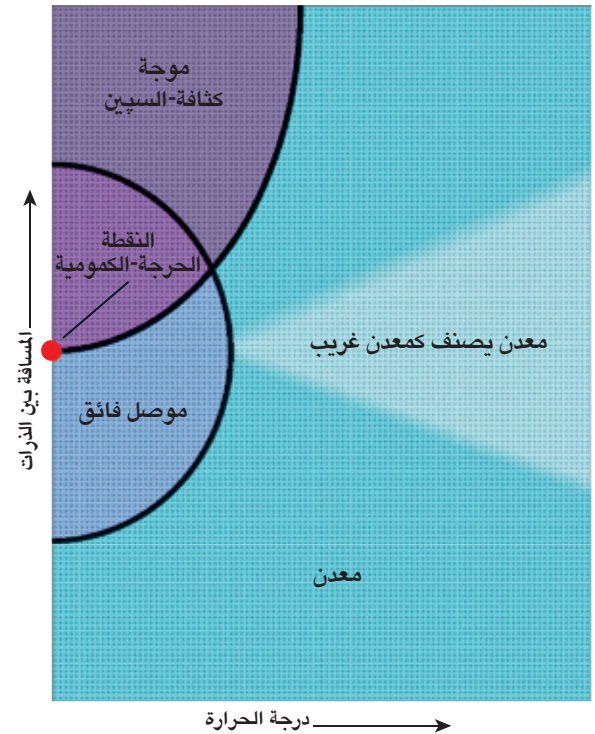 موجة
كثافة-السپين
النقطة
الحرجة-الكمومية
معدن يصنف كمعدن غريب
موصل فائق
معدن
المسافة بين الذرات
درجة الحرارة